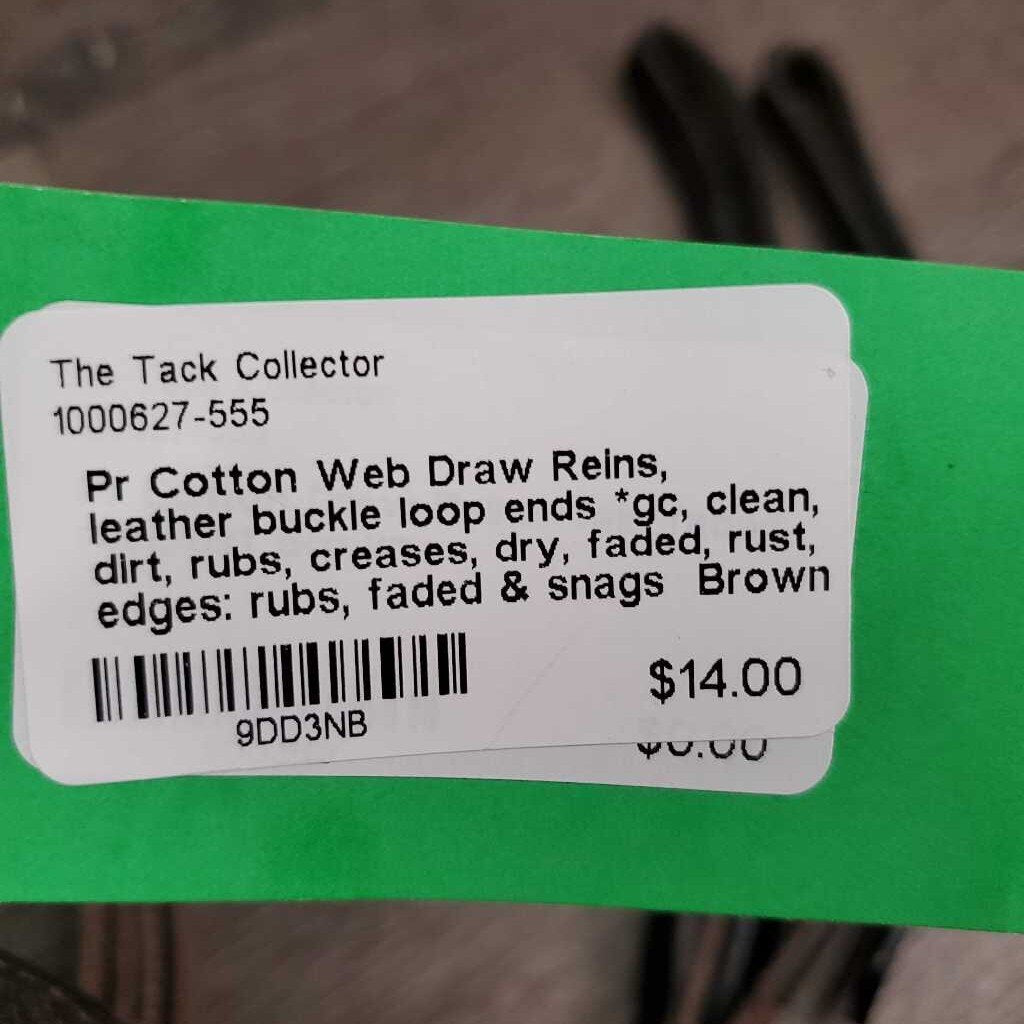 The Tack Collector
1000627-555
Pr Cotton Web Draw Reins,
leather buckle loop ends *gc, clean,
dirt, rubs, creases, dry, faded, rust,
edges: rubs, faded & snags Brown
$14.00
9DD3NB